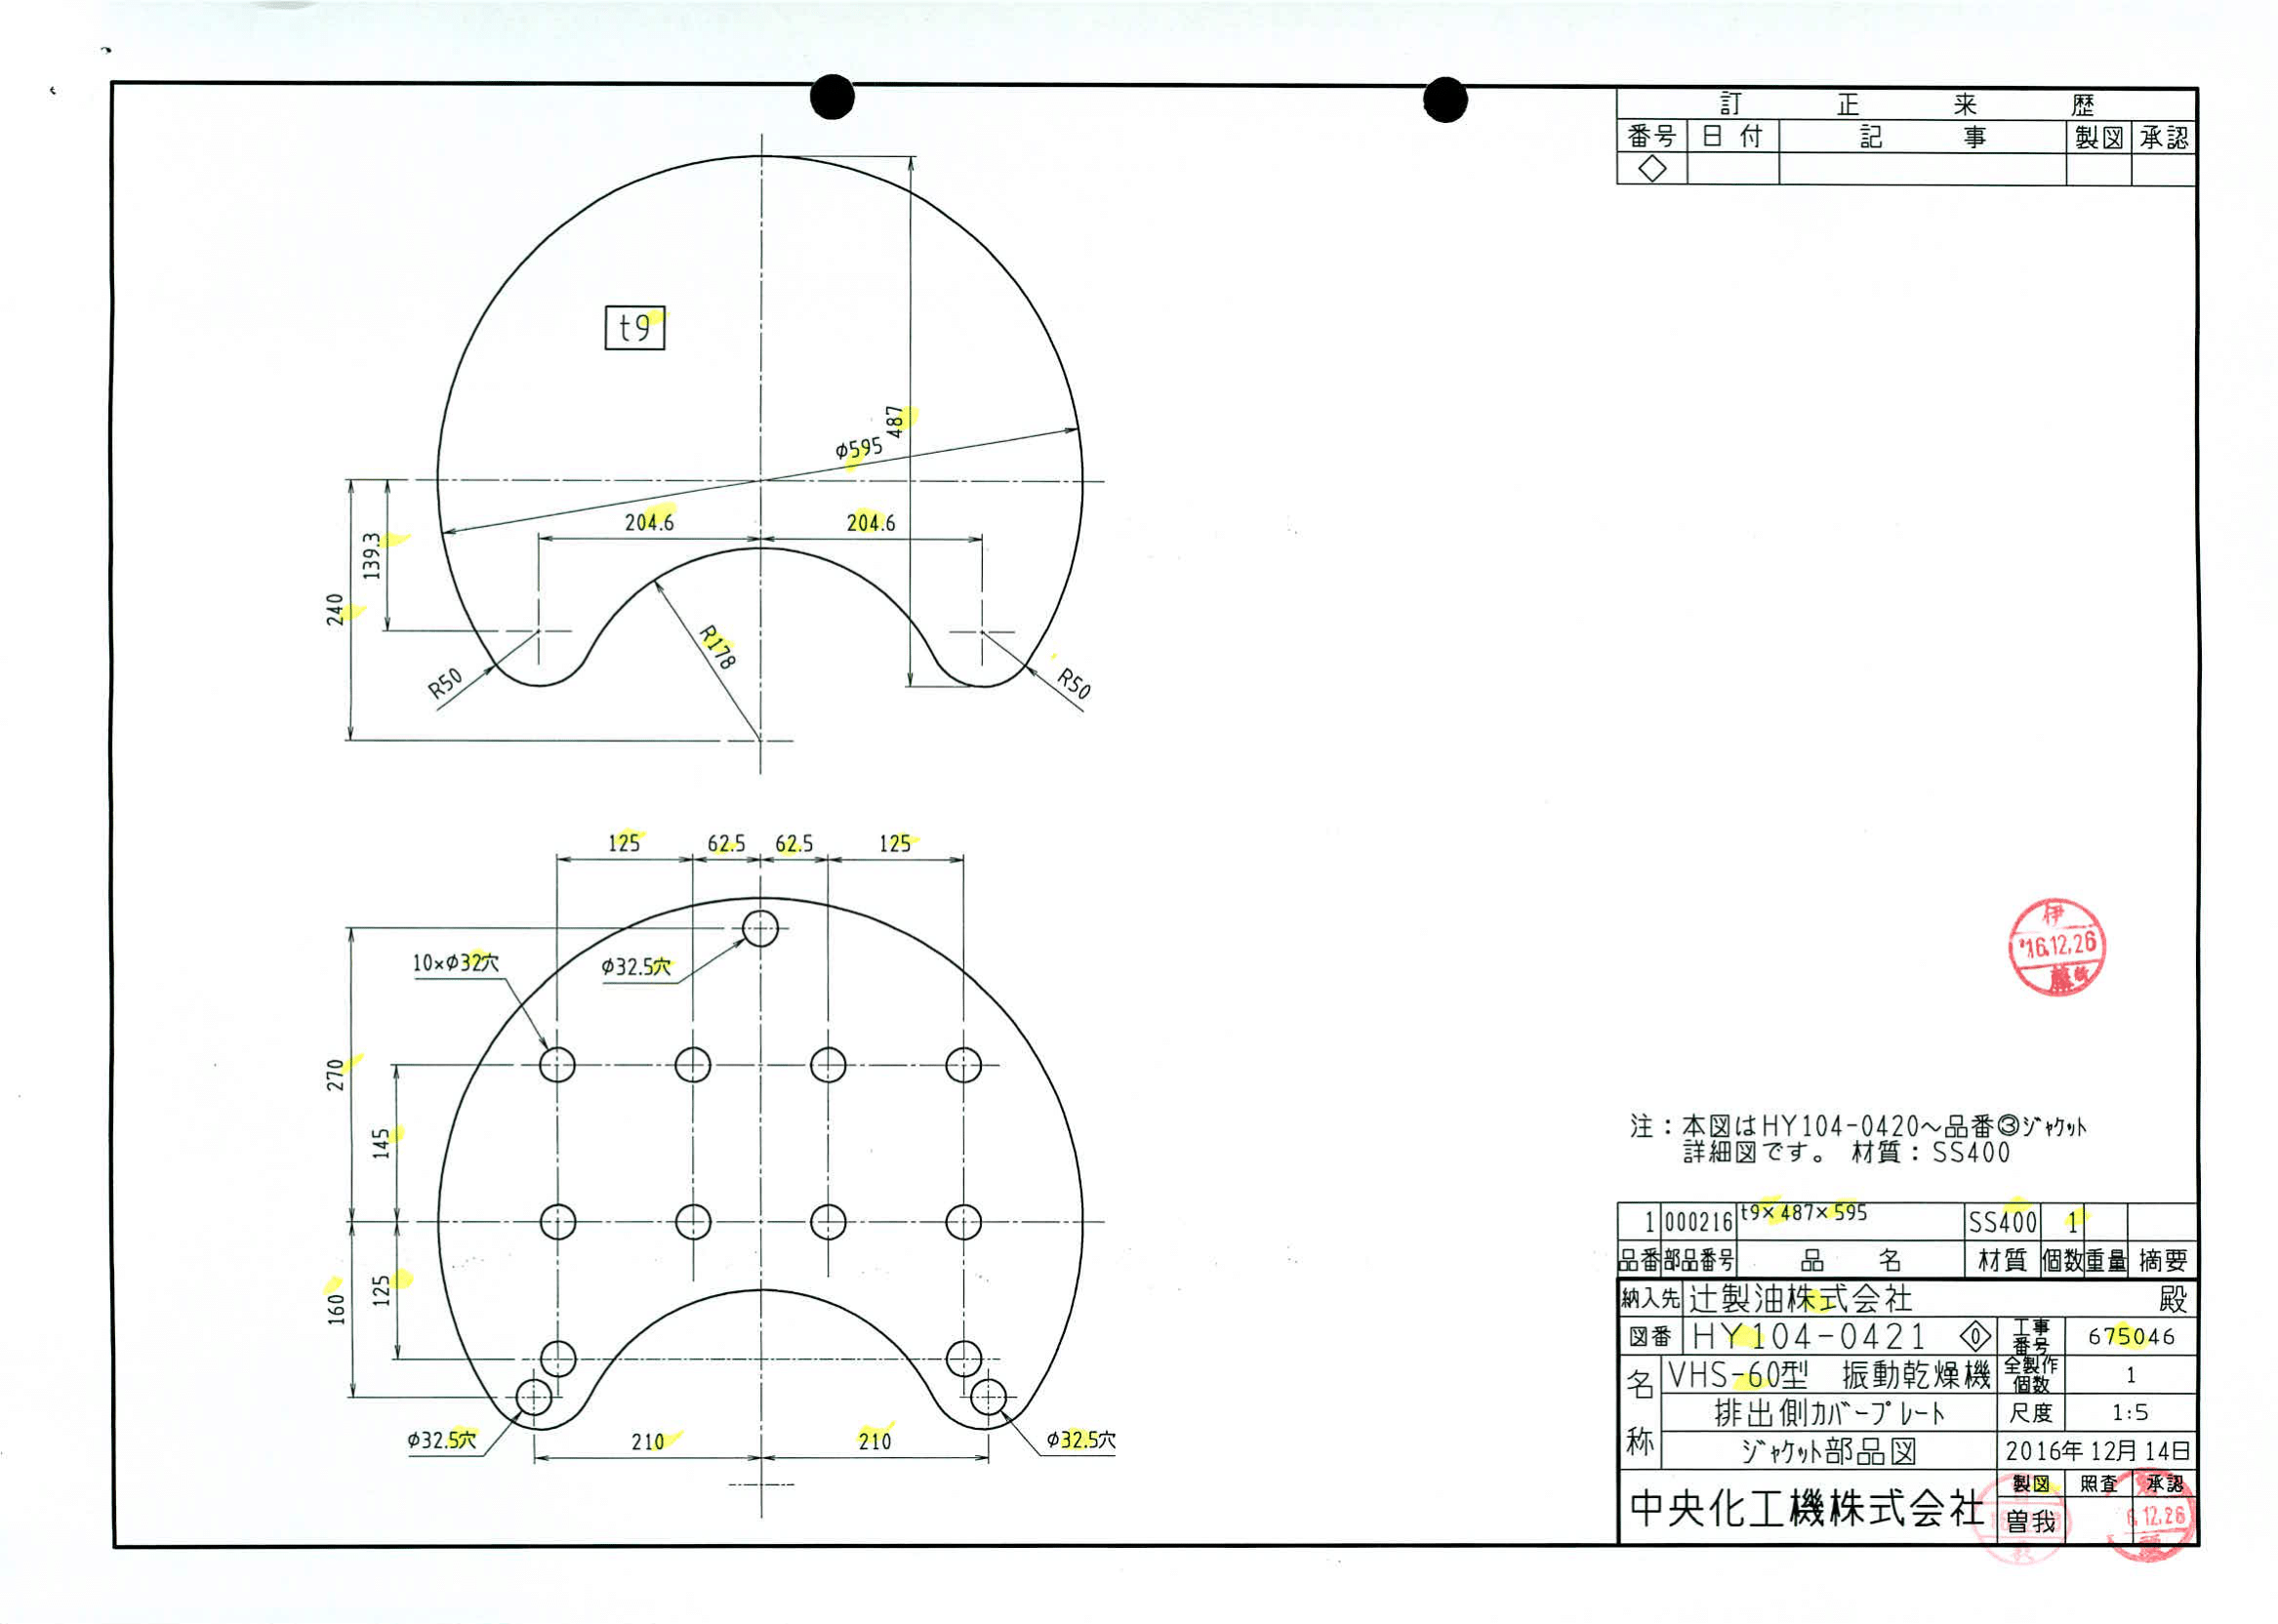 訂正来歴
番号 日付 記事 製図 承認
t9
487
φ595
204.6 204.6
139.3
240
R178
R50
R50
125 62.5 62.5 125
10×φ32穴
φ32.5穴
270
145
125
160
φ32.5穴
210 210
φ32.5穴
伊
'16.12.26
注：本図はHY104-0420～品番③ジャケット
詳細図です。 材質：SS400
1 000216 t9×487×595 SS400 1
品番 部品番号 品名 材質 個数 重量 摘要
納入先 辻製油株式会社 殿
図番 HY104-0421 0 工事番号 675046
名称 VHS-60型 振動乾燥機 全製作個数 1
排出側カバープレート 尺度 1:5
ジャケット部品図 2016年12月14日
中央化工機株式会社 製図 照査 承認
曽我
6.12.26